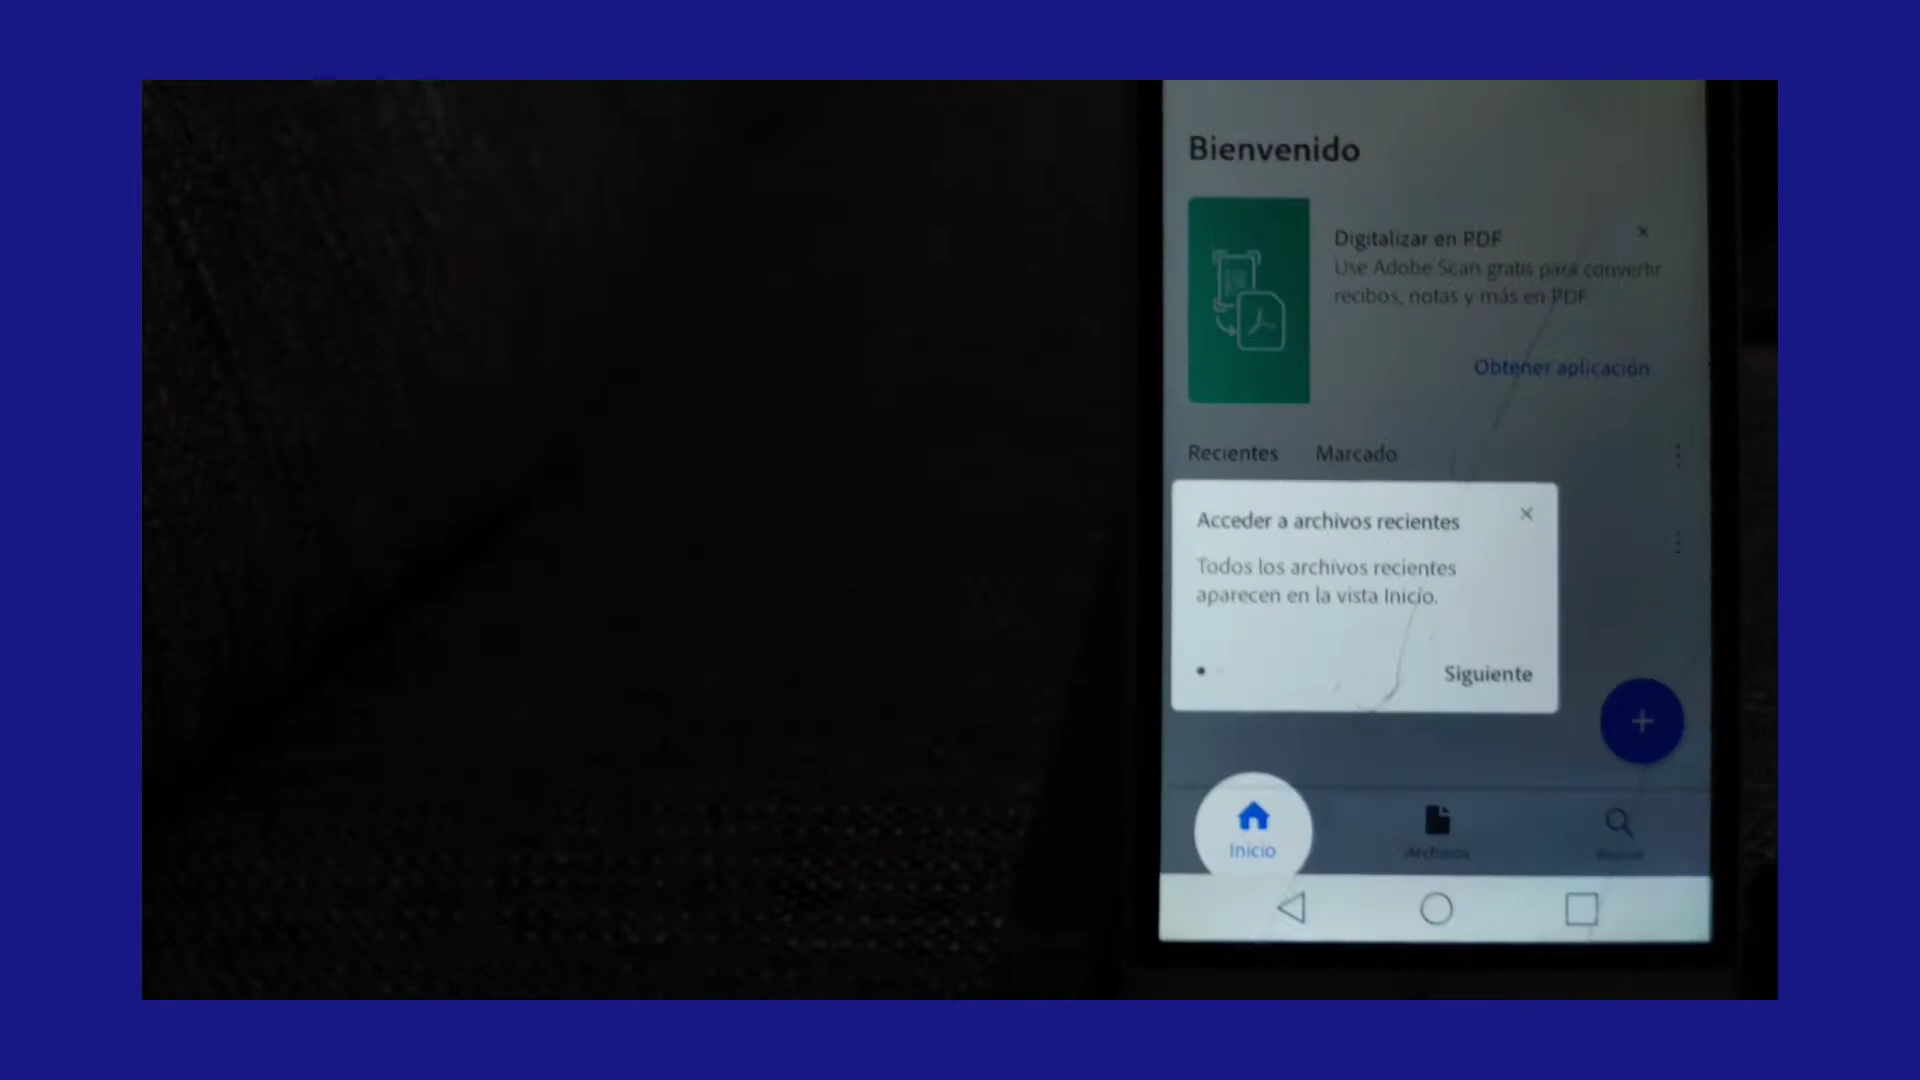 Bienvenido
Digitalizar en PDF
Use Adobe Scan gratis para convertir
recibos, notas y más en PDF
Obtener aplicación
Recientes Marcado
Acceder a archivos recientes
Todos los archivos recientes
aparecen en la vista Inicio.
Siguiente
Inicio Archivos Buscar